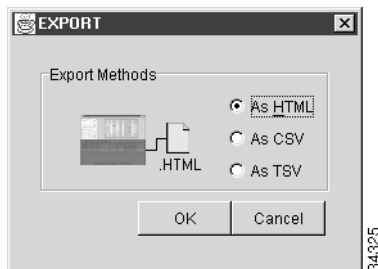 EXPORT
Export Methods
As HTML
As CSV
As TSV
.HTML
OK
Cancel
34325